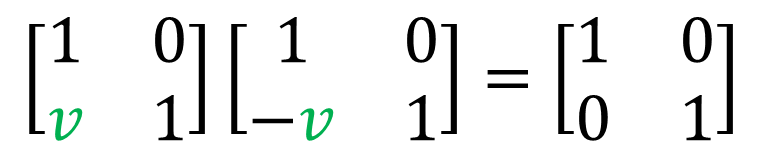 [1 0] [1 0] = [1 0]
[v 1] [−v 1] [0 1]